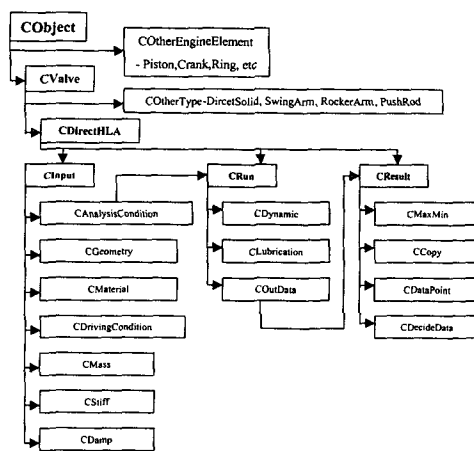 CObject
COtherEngineElement
- Piston,Crank,Ring, etc
CValve
COtherType-DircetSolid, SwingArm, RockerArm, PushRod
CDirectHLA
CInput
CRun
CResult
CAnalysisCondition
CDynamic
CMaxMin
CGeometry
CLubrication
CCopy
CMaterial
COutData
CDataPoint
CDrivingCondition
CDecideData
CMass
CStiff
CDamp